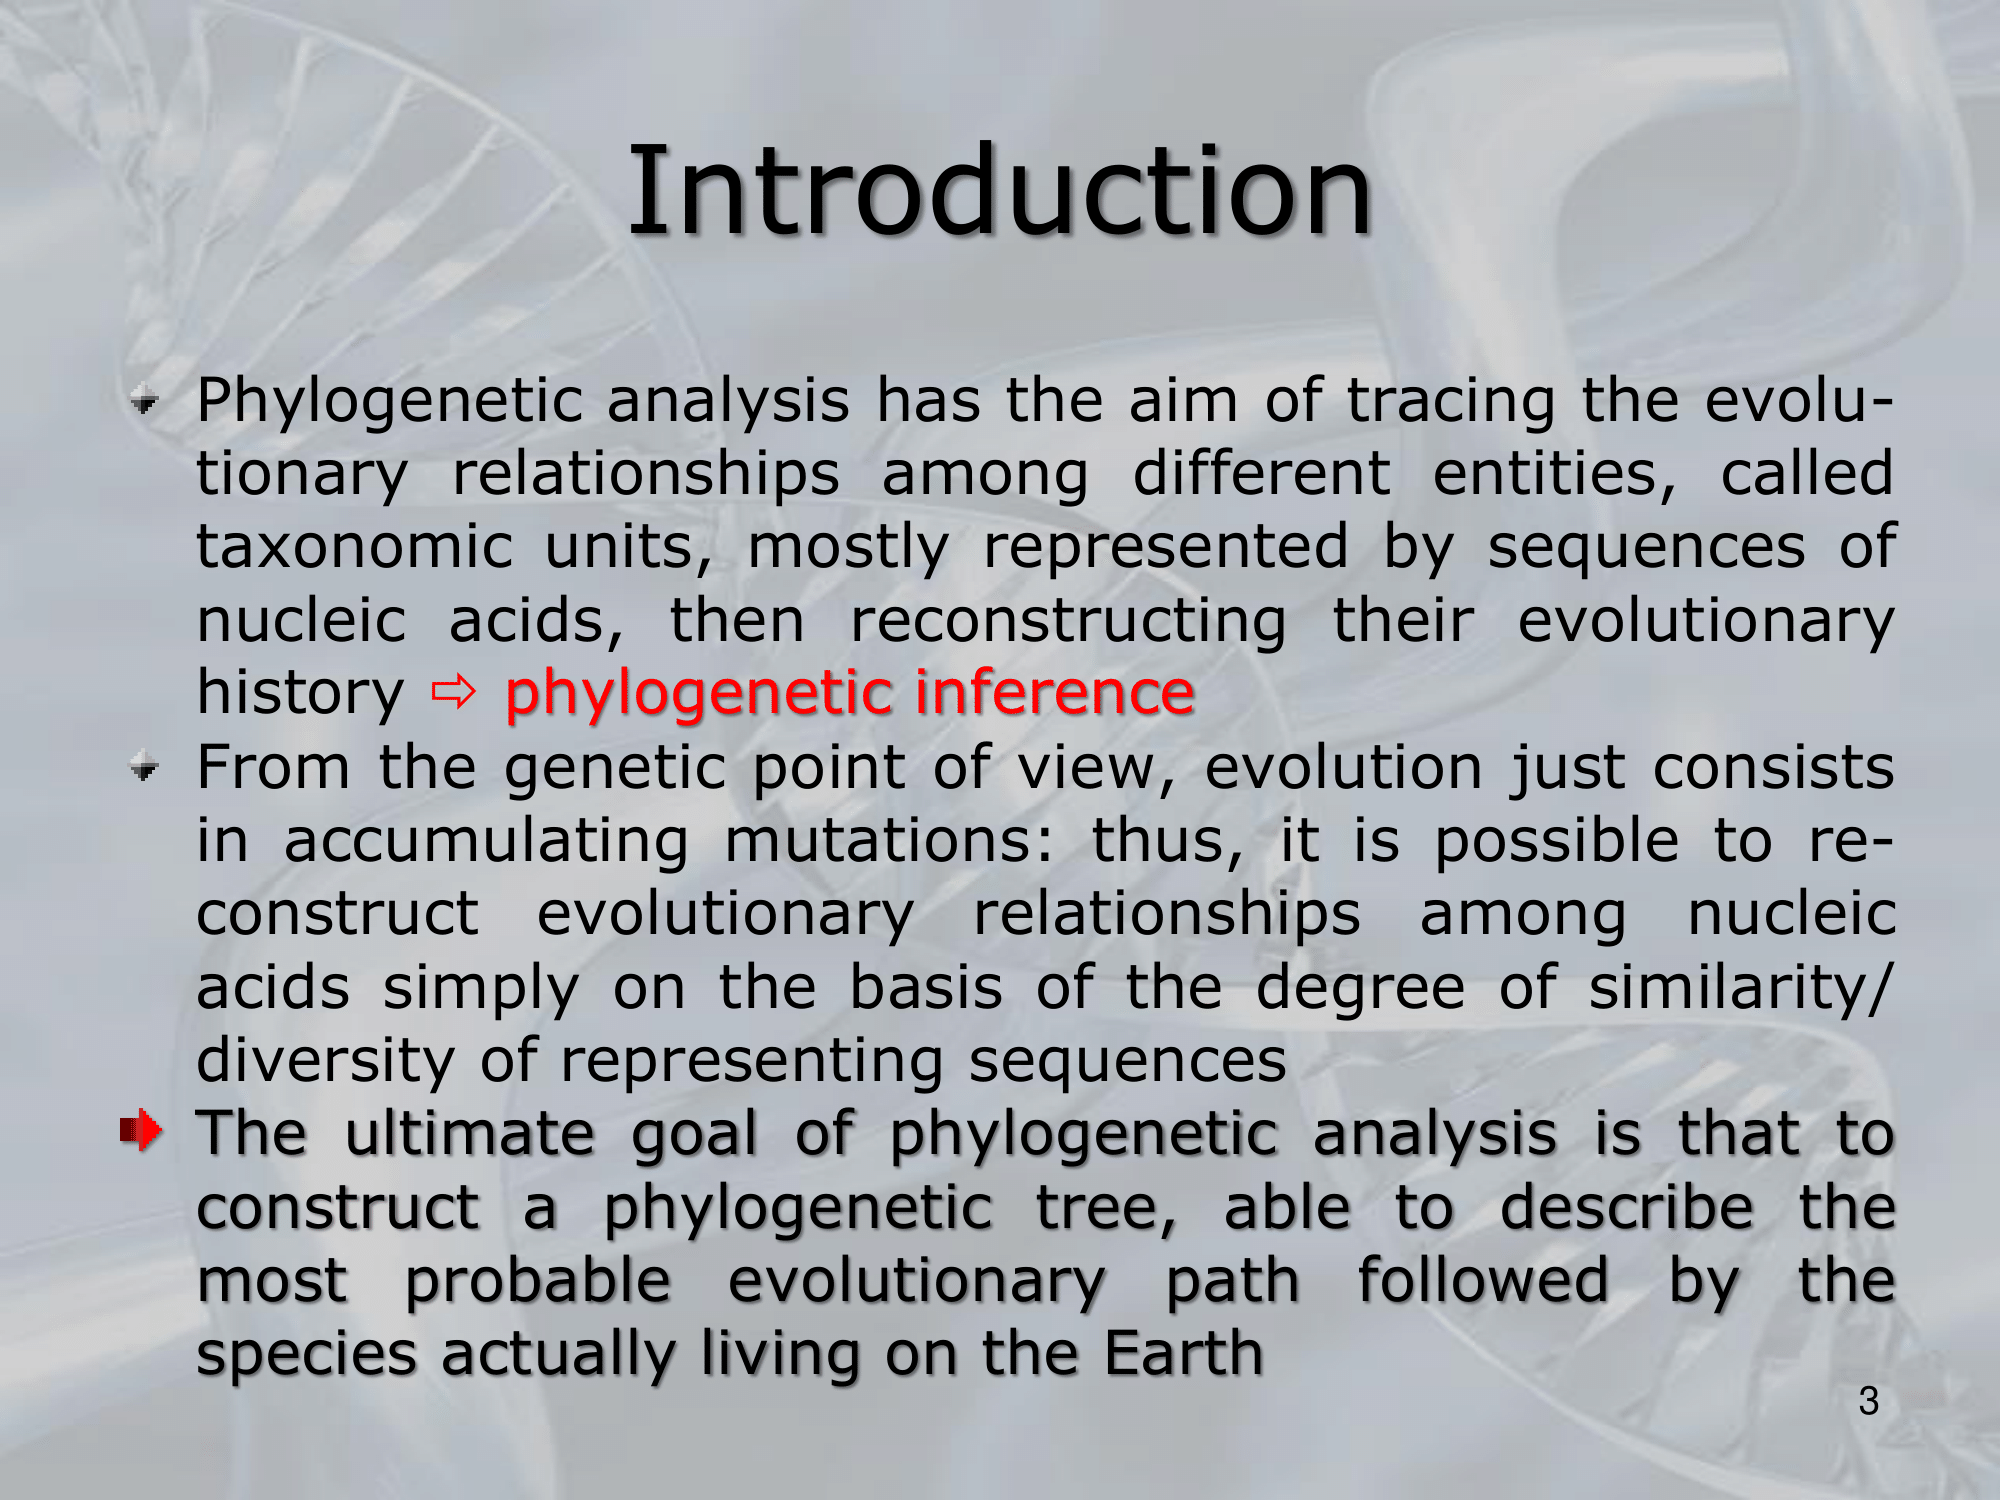 Introduction
Phylogenetic analysis has the aim of tracing the evolu-
tionary relationships among different entities, called
taxonomic units, mostly represented by sequences of
nucleic acids, then reconstructing their evolutionary
history ⇨ phylogenetic inference
From the genetic point of view, evolution just consists
in accumulating mutations: thus, it is possible to re-
construct evolutionary relationships among nucleic
acids simply on the basis of the degree of similarity/
diversity of representing sequences
The ultimate goal of phylogenetic analysis is that to
construct a phylogenetic tree, able to describe the
most probable evolutionary path followed by the
species actually living on the Earth
3